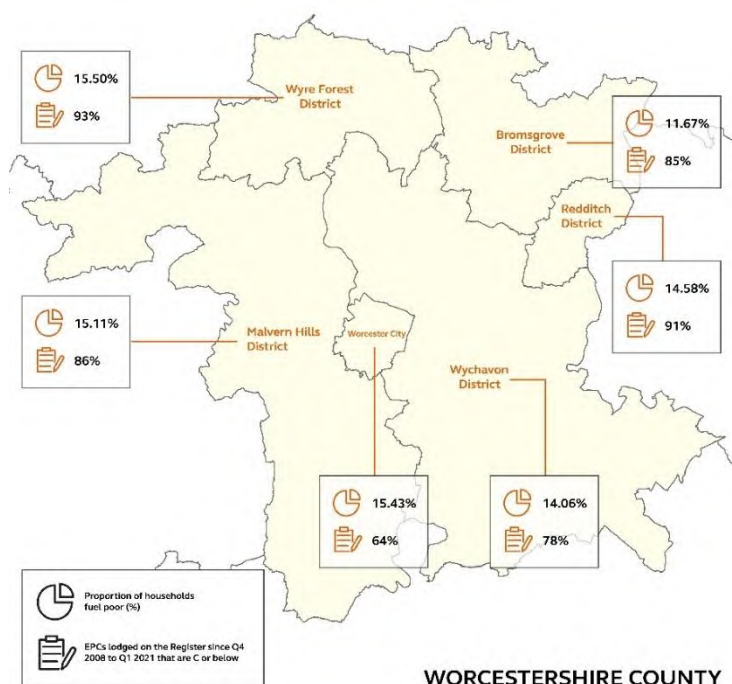 15.50%
93%
Wyre Forest
District
Bromsgrove
District
11.67%
85%
Redditch
District
14.58%
91%
15.11%
86%
Malvern Hills
District
Worcester City
Wychavon
District
15.43%
64%
14.06%
78%
Proportion of households
fuel poor (%)
EPCs lodged on the Register since Q4
2008 to Q1 2021 that are C or below
WORCESTERSHIRE COUNTY